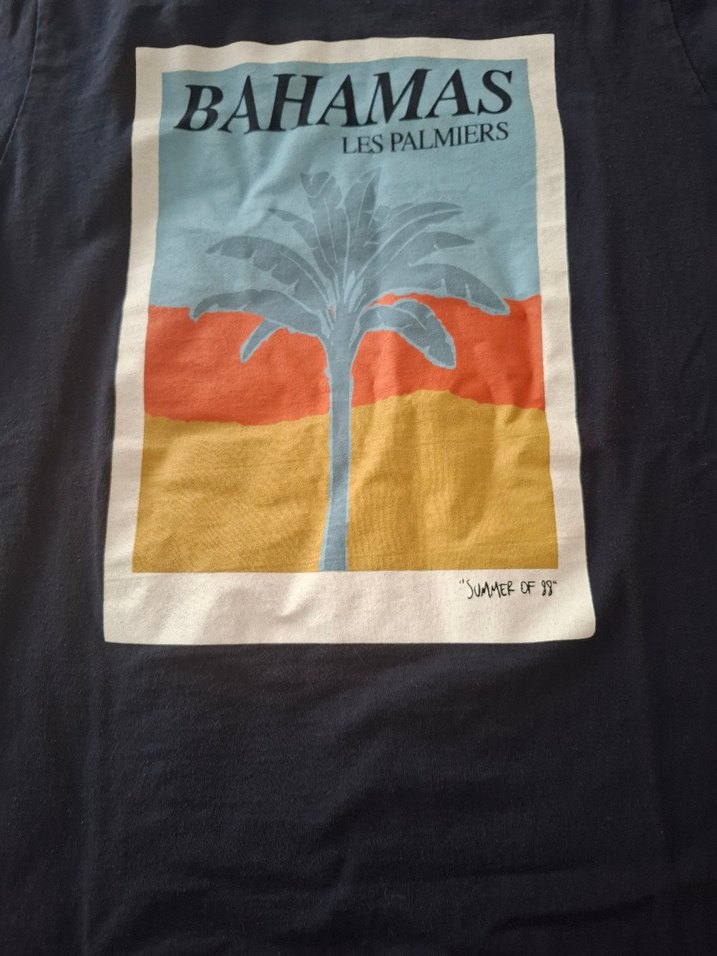 BAHAMAS
LES PALMIERS
"SUMMER OF 88"